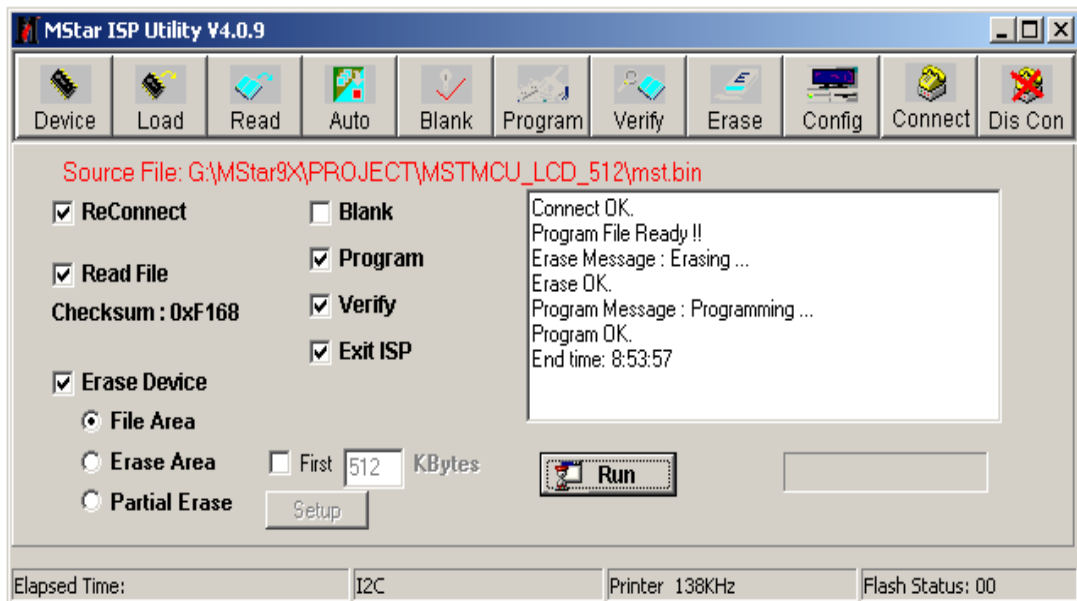 MStar ISP Utility V4.0.9
Device Load Read Auto Blank Program Verify Erase Config Connect Dis Con
Source File: G:\MStar9X\PROJECT\MSTMCU_LCD_512\mst.bin
ReConnect
Read File
Checksum : 0xF168
Erase Device
File Area
Erase Area
Partial Erase
Blank
Program
Verify
Exit ISP
First 512 KBytes
Setup
Connect OK.
Program File Ready !!
Erase Message : Erasing ...
Erase OK.
Program Message : Programming ...
Program OK.
End time: 8:53:57
Run
Elapsed Time: I2C Printer 138KHz Flash Status: 00